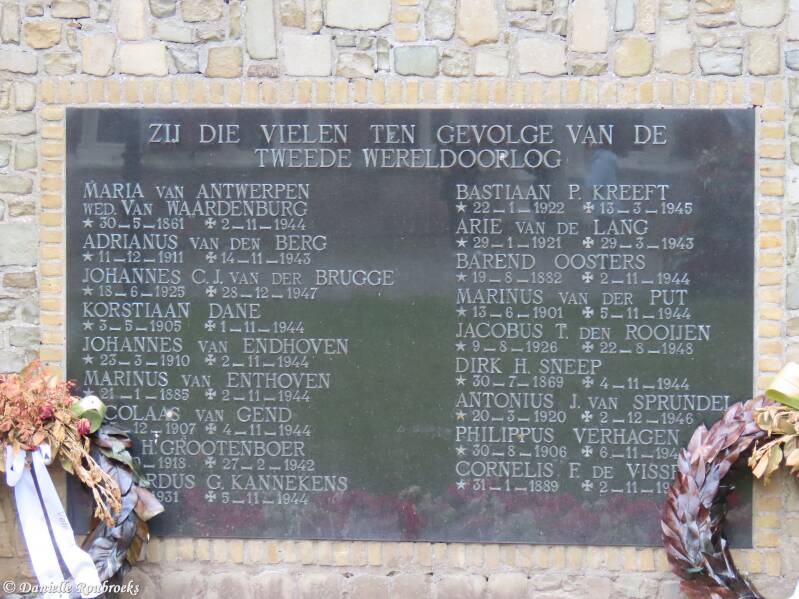 ZIJ DIE VIELEN TEN GEVOLGE VAN DE
TWEEDE WERELDOORLOG
MARIA VAN ANTWERPEN
WED. VAN WAARDENBURG
★ 30-5-1861 ✠ 2-11-1944
ADRIANUS VAN DEN BERG
★ 11-12-1911 ✠ 14-11-1943
JOHANNES C.J. VAN DER BRUGGE
★ 18-6-1925 ✠ 28-12-1947
KORSTIAAN DANE
★ 3-5-1905 ✠ 1-11-1944
JOHANNES VAN ENDHOVEN
★ 23-3-1910 ✠ 2-11-1944
MARINUS VAN ENTHOVEN
★ 21-1-1885 ✠ 2-11-1944
COLAAS VAN GEND
12-1907 ✠ 4-11-1944
H. GROOTENBOER
1918 ✠ 27-2-1942
RDUS G. KANNEKENS
1931 ✠ 5-11-1944
BASTIAAN P. KREEFT
★ 22-1-1922 ✠ 13-3-1945
ARIE VAN DE LANG
★ 29-1-1921 ✠ 29-3-1943
BAREND OOSTERS
★ 19-8-1882 ✠ 2-11-1944
MARINUS VAN DER PUT
★ 13-6-1901 ✠ 5-11-1944
JACOBUS T. DEN ROOIJEN
★ 9-8-1926 ✠ 22-8-1948
DIRK H. SNEEP
★ 30-7-1869 ✠ 4-11-1944
ANTONIUS J. VAN SPRUNDEL
★ 20-3-1920 ✠ 2-12-1946
PHILIPPUS VERHAGEN
★ 30-8-1906 ✠ 6-11-19
CORNELIS F. DE VISS
★ 31-1-1889 ✠ 2-11-19
© Danielle Roubroeks